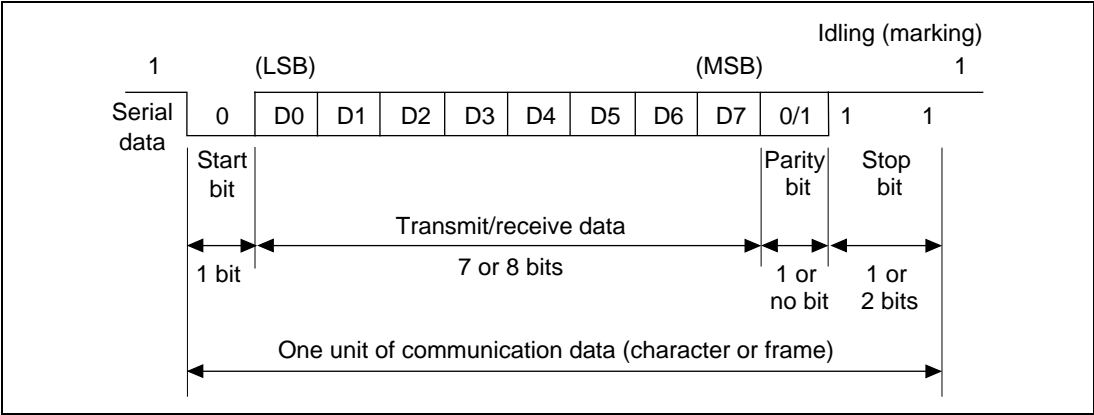 Idling (marking)
1 (LSB) (MSB) 1
Serial data
0 D0 D1 D2 D3 D4 D5 D6 D7 0/1 1 1
Start bit
Parity bit
Stop bit
Transmit/receive data
1 bit
7 or 8 bits
1 or no bit
1 or 2 bits
One unit of communication data (character or frame)